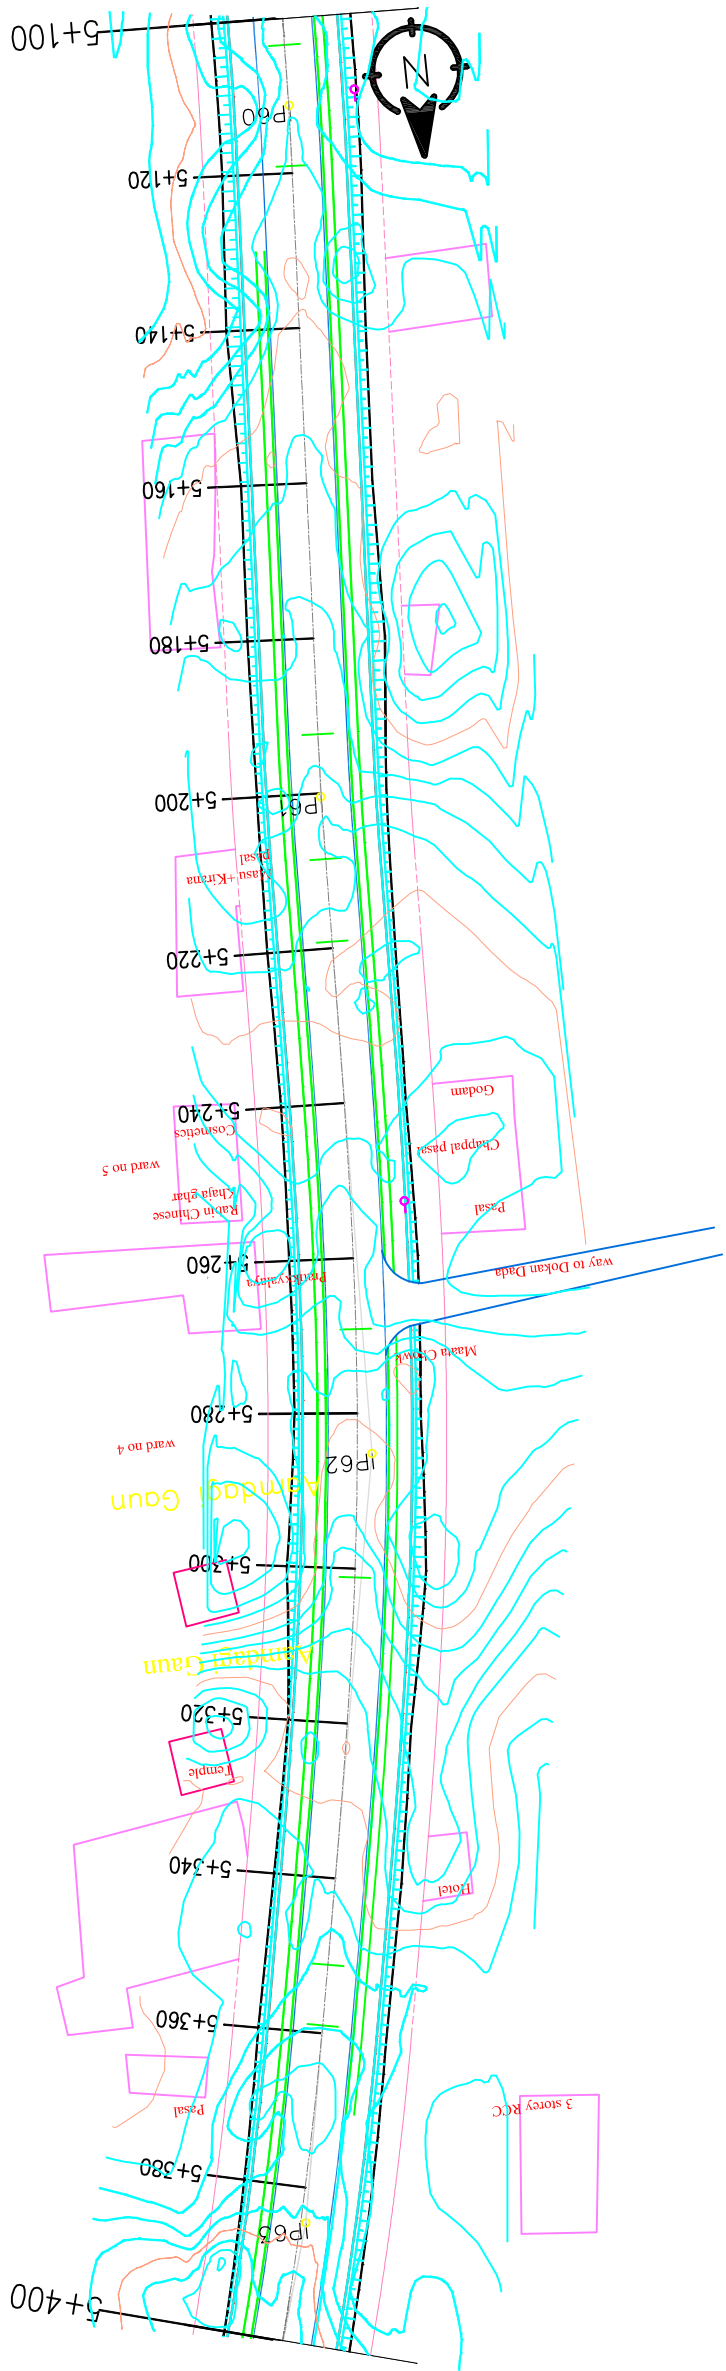 5+100
N
IP60
5+120
5+140
5+160
5+180
5+200
IP61
pasal
Masu+Kirana
5+220
Godam
5+240
Cosmetics
Chappal pasal
ward no 5
Khaja ghar
Rabin Chinese
Pasal
5+260
Pratikxyalaya
way to Dokan Dada
Maata Chowk
5+280
ward no 4
IP62
Aamdagi Gaun
5+300
Aamdagi Gaun
5+320
Temple
5+340
Hotel
5+360
Pasal
3 storey RCC
5+380
IP63
5+400